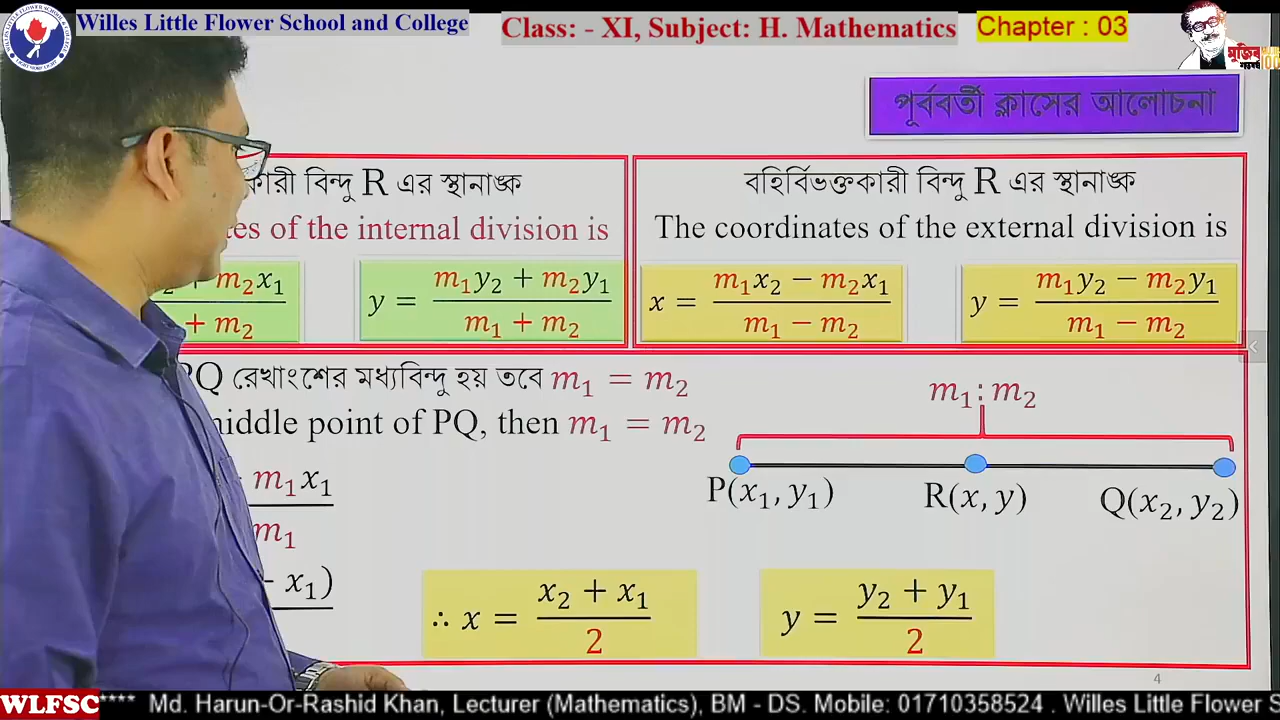 Willes Little Flower School and College
Class: - XI, Subject: H. Mathematics
Chapter : 03
মুজিব
শতবর্ষ 100
পূর্ববর্তী ক্লাসের আলোচনা
কারী বিন্দু R এর স্থানাঙ্ক
tes of the internal division is
m₂x₁
+ m₂
y = (m₁y₂ + m₂y₁)/(m₁ + m₂)
বহির্বিভক্তকারী বিন্দু R এর স্থানাঙ্ক
The coordinates of the external division is
x = (m₁x₂ − m₂x₁)/(m₁ − m₂)
y = (m₁y₂ − m₂y₁)/(m₁ − m₂)
PQ রেখাংশের মধ্যবিন্দু হয় তবে m₁ = m₂
middle point of PQ, then m₁ = m₂
m₁x₁
m₁
− x₁)
∴ x = (x₂ + x₁)/2
y = (y₂ + y₁)/2
m₁:m₂
P(x₁, y₁)
R(x, y)
Q(x₂, y₂)
4
WLFSC **** Md. Harun-Or-Rashid Khan, Lecturer (Mathematics), BM - DS. Mobile: 01710358524 . Willes Little Flower S